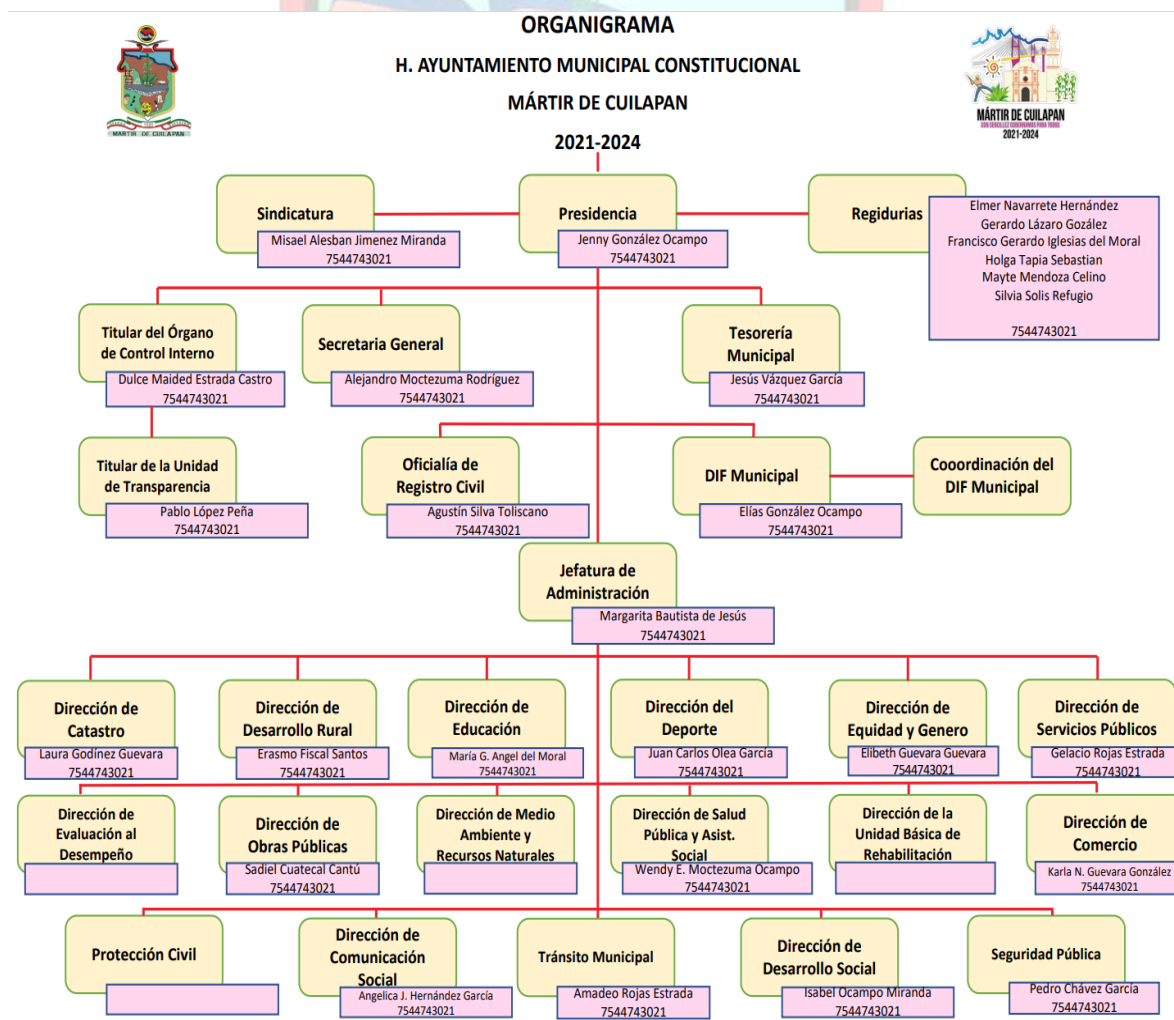 ORGANIGRAMA
H. AYUNTAMIENTO MUNICIPAL CONSTITUCIONAL
MÁRTIR DE CUILAPAN
2021-2024
MÁRTIR DE CUILAPAN
MÁRTIR DE CUILAPAN
CON SENCILLEZ GOBERNAMOS PARA TODOS
2021-2024
Sindicatura
Misael Alesban Jimenez Miranda
7544743021
Presidencia
Jenny González Ocampo
7544743021
Regidurias
Elmer Navarrete Hernández
Gerardo Lázaro Gozález
Francisco Gerardo Iglesias del Moral
Holga Tapia Sebastian
Mayte Mendoza Celino
Silvia Solis Refugio
7544743021
Titular del Órgano
de Control Interno
Dulce Maided Estrada Castro
7544743021
Secretaria General
Alejandro Moctezuma Rodríguez
7544743021
Tesorería
Municipal
Jesús Vázquez García
7544743021
Titular de la Unidad
de Transparencia
Pablo López Peña
7544743021
Oficialía de
Registro Civil
Agustín Silva Toliscano
7544743021
DIF Municipal
Elías González Ocampo
7544743021
Cooordinación del
DIF Municipal
Jefatura de
Administración
Margarita Bautista de Jesús
7544743021
Dirección de
Catastro
Laura Godínez Guevara
7544743021
Dirección de
Desarrollo Rural
Erasmo Fiscal Santos
7544743021
Dirección de
Educación
María G. Angel del Moral
7544743021
Dirección del
Deporte
Juan Carlos Olea García
7544743021
Dirección de
Equidad y Genero
Elibeth Guevara Guevara
7544743021
Dirección de
Servicios Públicos
Gelacio Rojas Estrada
7544743021
Dirección de
Evaluación al
Desempeño
Dirección de
Obras Públicas
Sadiel Cuatecal Cantú
7544743021
Dirección de Medio
Ambiente y
Recursos Naturales
Dirección de Salud
Pública y Asist.
Social
Wendy E. Moctezuma Ocampo
7544743021
Dirección de la
Unidad Básica de
Rehabilitación
Dirección de
Comercio
Karla N. Guevara González
7544743021
Protección Civil
Dirección de
Comunicación
Social
Angelica J. Hernández García
7544743021
Tránsito Municipal
Amadeo Rojas Estrada
7544743021
Dirección de
Desarrollo Social
Isabel Ocampo Miranda
7544743021
Seguridad Pública
Pedro Chávez García
7544743021